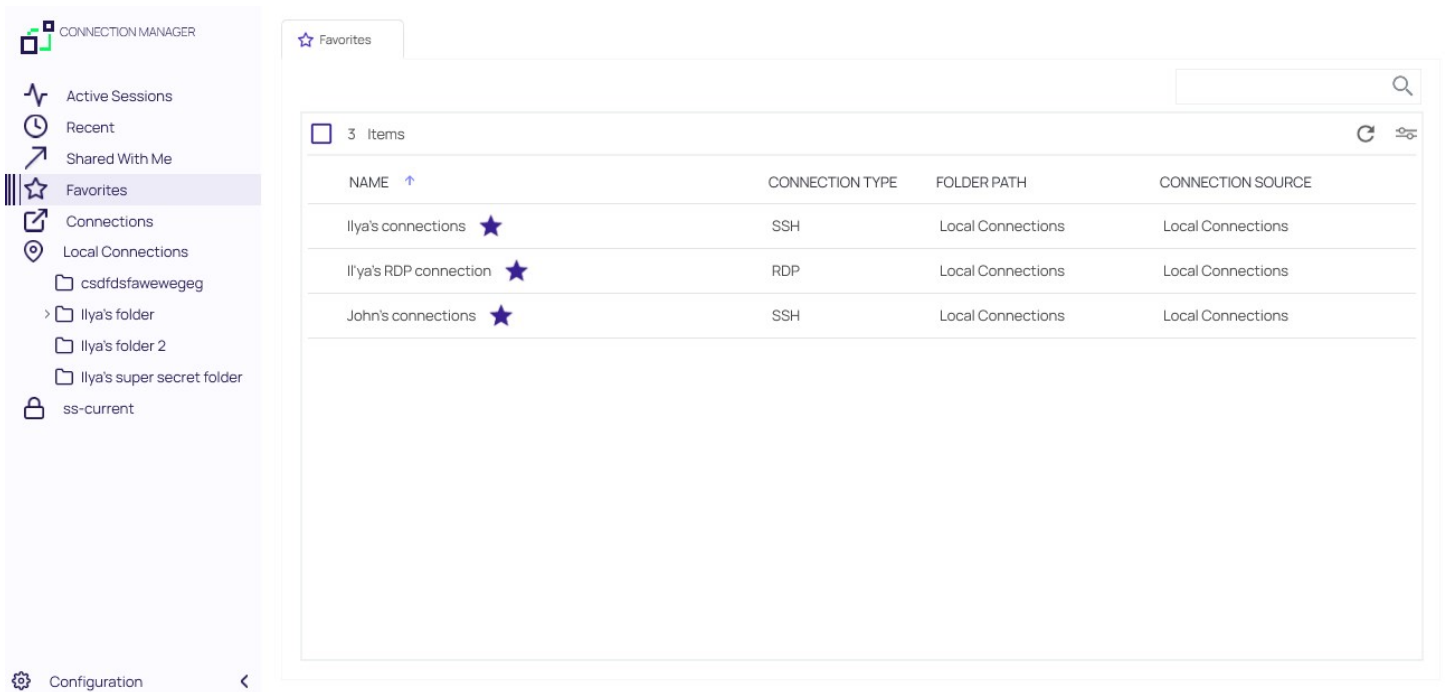 CONNECTION MANAGER
Active Sessions
Recent
Shared With Me
Favorites
Connections
Local Connections
csdfdsfawewegeg
Ilya's folder
Ilya's folder 2
Ilya's super secret folder
ss-current
Configuration
Favorites
3 Items
NAME CONNECTION TYPE FOLDER PATH CONNECTION SOURCE
Ilya's connections SSH Local Connections Local Connections
Il'ya's RDP connection RDP Local Connections Local Connections
John's connections SSH Local Connections Local Connections